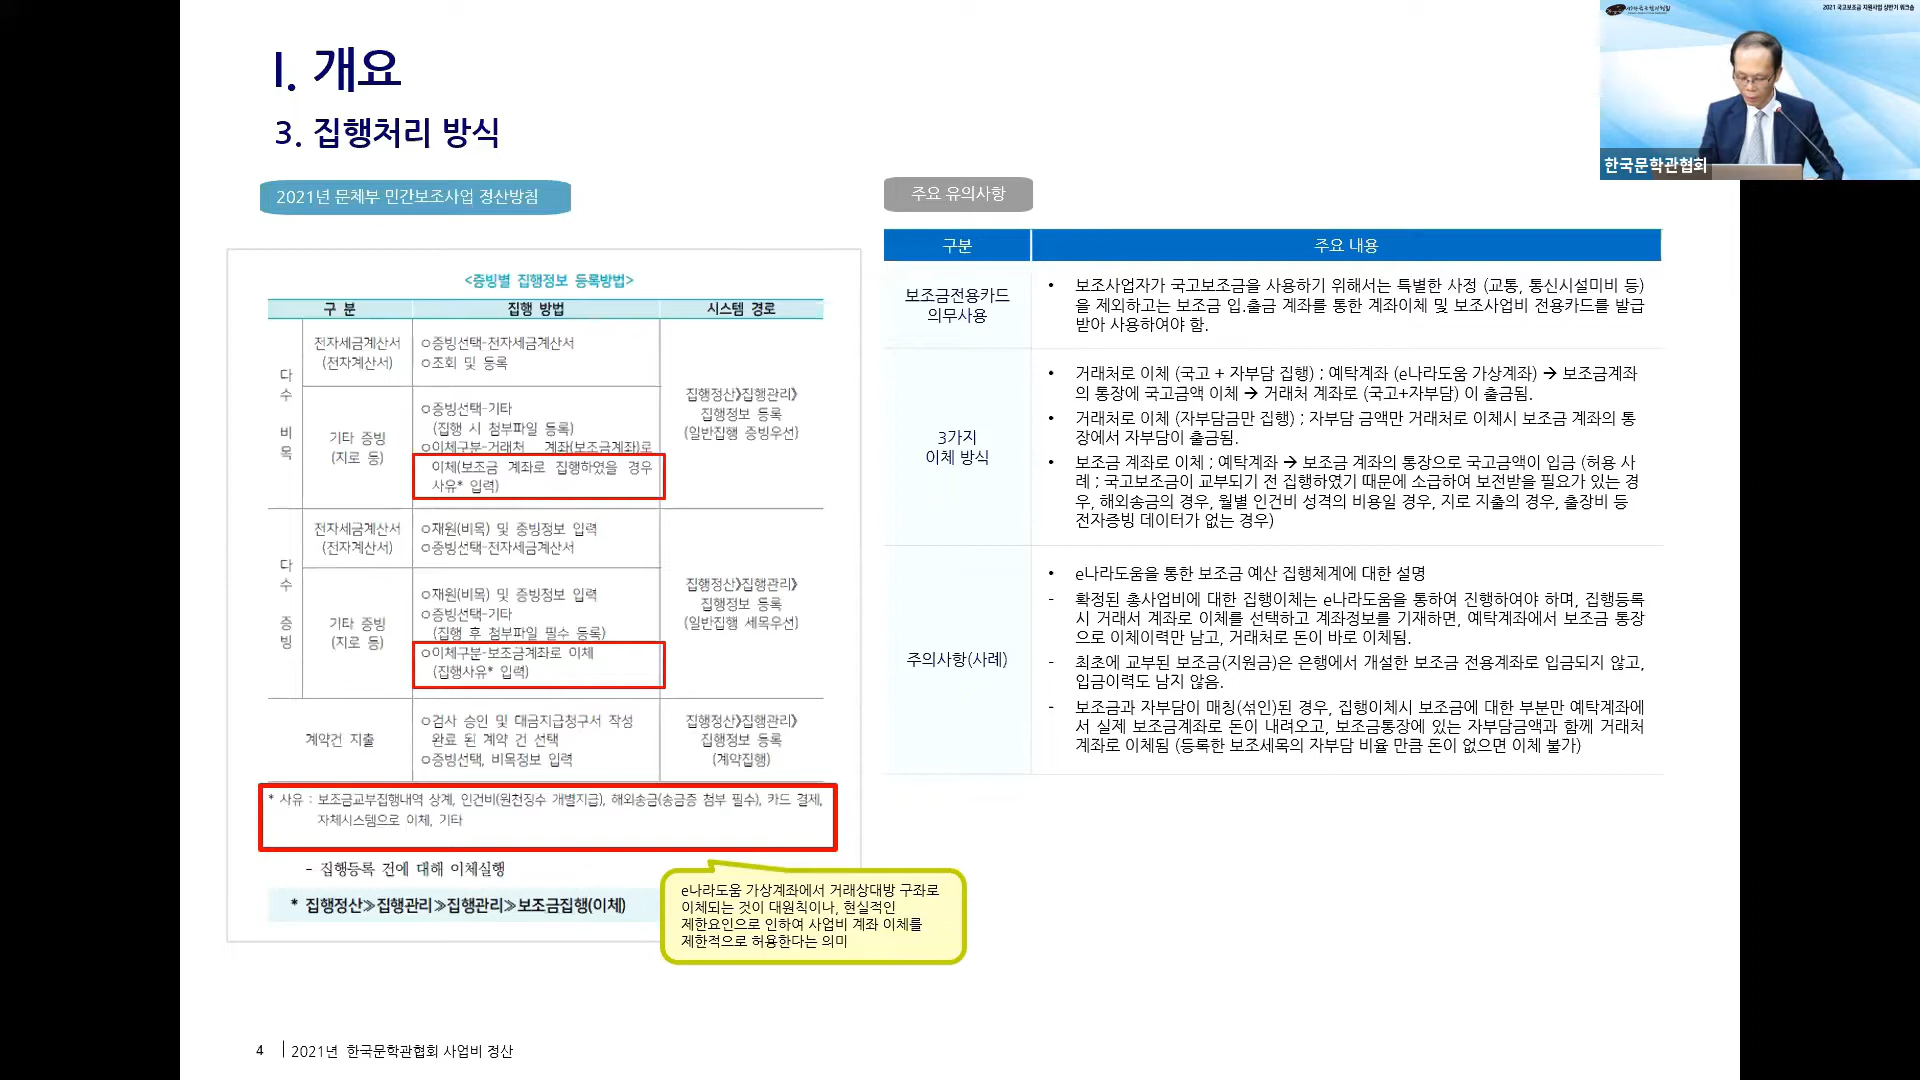 I. 개요
3. 집행처리 방식
2021 국고보조금 지원사업 상반기 워크숍
한국문학관협회
2021년 문체부 민간보조사업 정산방침
<증빙별 집행정보 등록방법>
구 분 집행 방법 시스템 경로
다수 비목
전자세금계산서
(전자계산서)
ㅇ증빙선택-전자세금계산서
ㅇ조회 및 등록
기타 증빙
(지로 등)
ㅇ증빙선택-기타
(집행 시 첨부파일 등록)
ㅇ이체구분-거래처 계좌(보조금계좌)로
이체(보조금 계좌로 집행하였을 경우
사유* 입력)
집행정산》집행관리》
집행정보 등록
(일반집행 증빙우선)
다수 증빙
전자세금계산서
(전자계산서)
ㅇ재원(비목) 및 증빙정보 입력
ㅇ증빙선택-전자세금계산서
기타 증빙
(지로 등)
ㅇ재원(비목) 및 증빙정보 입력
ㅇ증빙선택-기타
(집행 후 첨부파일 필수 등록)
ㅇ이체구분-보조금계좌로 이체
(집행사유* 입력)
집행정산》집행관리》
집행정보 등록
(일반집행 세목우선)
계약건 지출
ㅇ검사 승인 및 대금지급청구서 작성
완료 된 계약 건 선택
ㅇ증빙선택, 비목정보 입력
집행정산》집행관리》
집행정보 등록
(계약집행)
* 사유 : 보조금교부집행내역 상계, 인건비(원천징수 개별지급), 해외송금(송금증 첨부 필수), 카드 결제,
자체시스템으로 이체, 기타
- 집행등록 건에 대해 이체실행
* 집행정산≫집행관리≫집행관리≫보조금집행(이체)
e나라도움 가상계좌에서 거래상대방 구좌로
이체되는 것이 대원칙이나, 현실적인
제한요인으로 인하여 사업비 계좌 이체를
제한적으로 허용한다는 의미
주요 유의사항
구분 주요 내용
보조금전용카드
의무사용
• 보조사업자가 국고보조금을 사용하기 위해서는 특별한 사정 (교통, 통신시설미비 등)
을 제외하고는 보조금 입.출금 계좌를 통한 계좌이체 및 보조사업비 전용카드를 발급
받아 사용하여야 함.
3가지
이체 방식
• 거래처로 이체 (국고 + 자부담 집행) ; 예탁계좌 (e나라도움 가상계좌) → 보조금계좌
의 통장에 국고금액 이체 → 거래처 계좌로 (국고+자부담) 이 출금됨.
• 거래처로 이체 (자부담금만 집행) ; 자부담 금액만 거래처로 이체시 보조금 계좌의 통
장에서 자부담이 출금됨.
• 보조금 계좌로 이체 ; 예탁계좌 → 보조금 계좌의 통장으로 국고금액이 입금 (허용 사
례 ; 국고보조금이 교부되기 전 집행하였기 때문에 소급하여 보전받을 필요가 있는 경
우, 해외송금의 경우, 월별 인건비 성격의 비용일 경우, 지로 지출의 경우, 출장비 등
전자증빙 데이터가 없는 경우)
주의사항(사례)
• e나라도움을 통한 보조금 예산 집행체계에 대한 설명
- 확정된 총사업비에 대한 집행이체는 e나라도움을 통하여 진행하여야 하며, 집행등록
시 거래서 계좌로 이체를 선택하고 계좌정보를 기재하면, 예탁계좌에서 보조금 통장
으로 이체이력만 남고, 거래처로 돈이 바로 이체됨.
- 최초에 교부된 보조금(지원금)은 은행에서 개설한 보조금 전용계좌로 입금되지 않고,
입금이력도 남지 않음.
- 보조금과 자부담이 매칭(섞인)된 경우, 집행이체시 보조금에 대한 부분만 예탁계좌에
서 실제 보조금계좌로 돈이 내려오고, 보조금통장에 있는 자부담금액과 함께 거래처
계좌로 이체됨 (등록한 보조세목의 자부담 비율 만큼 돈이 없으면 이체 불가)
4 2021년 한국문학관협회 사업비 정산